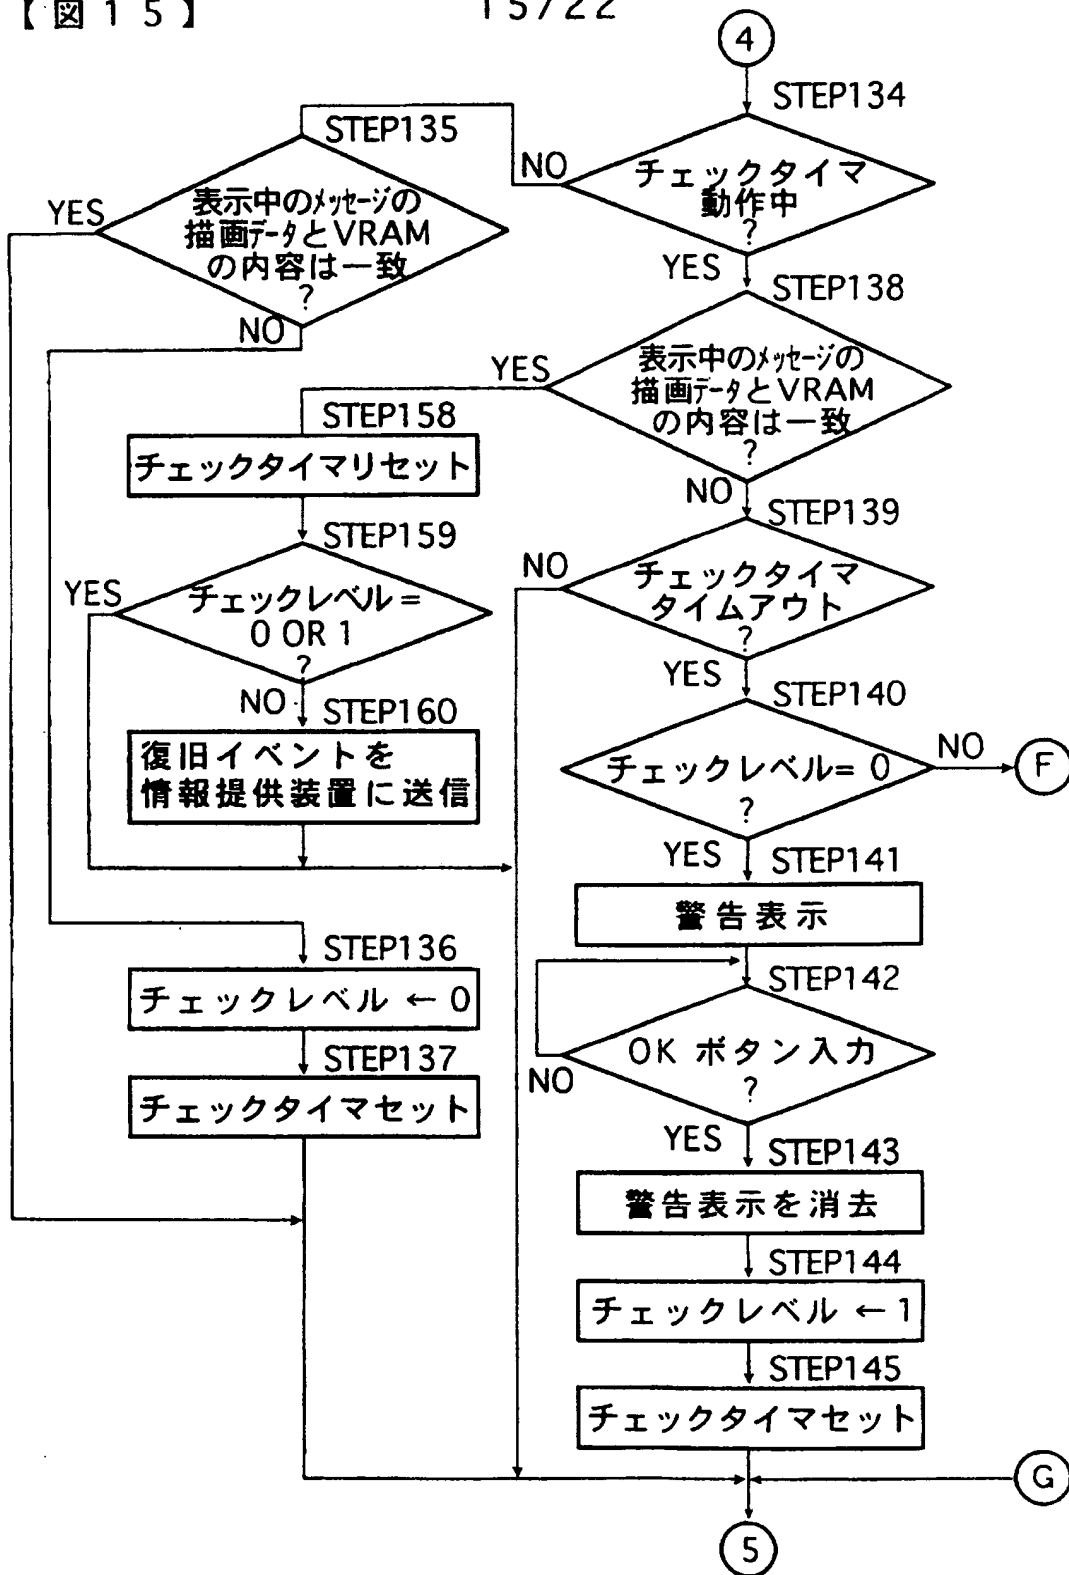 【図１５】
15/22
4
STEP134
チェックタイマ
動作中
?
NO
YES
STEP135
表示中のメッセージの
描画データとVRAM
の内容は一致
?
YES
NO
STEP138
表示中のメッセージの
描画データとVRAM
の内容は一致
?
YES
NO
STEP158
チェックタイマリセット
STEP159
チェックレベル =
0 OR 1
?
YES
NO
STEP160
復旧イベントを
情報提供装置に送信
STEP139
チェックタイマ
タイムアウト
?
NO
YES
STEP140
チェックレベル= 0
?
NO
F
YES
STEP141
警告表示
STEP136
チェックレベル ← 0
STEP137
チェックタイマセット
STEP142
OK ボタン入力
?
NO
YES
STEP143
警告表示を消去
STEP144
チェックレベル ← 1
STEP145
チェックタイマセット
G
5